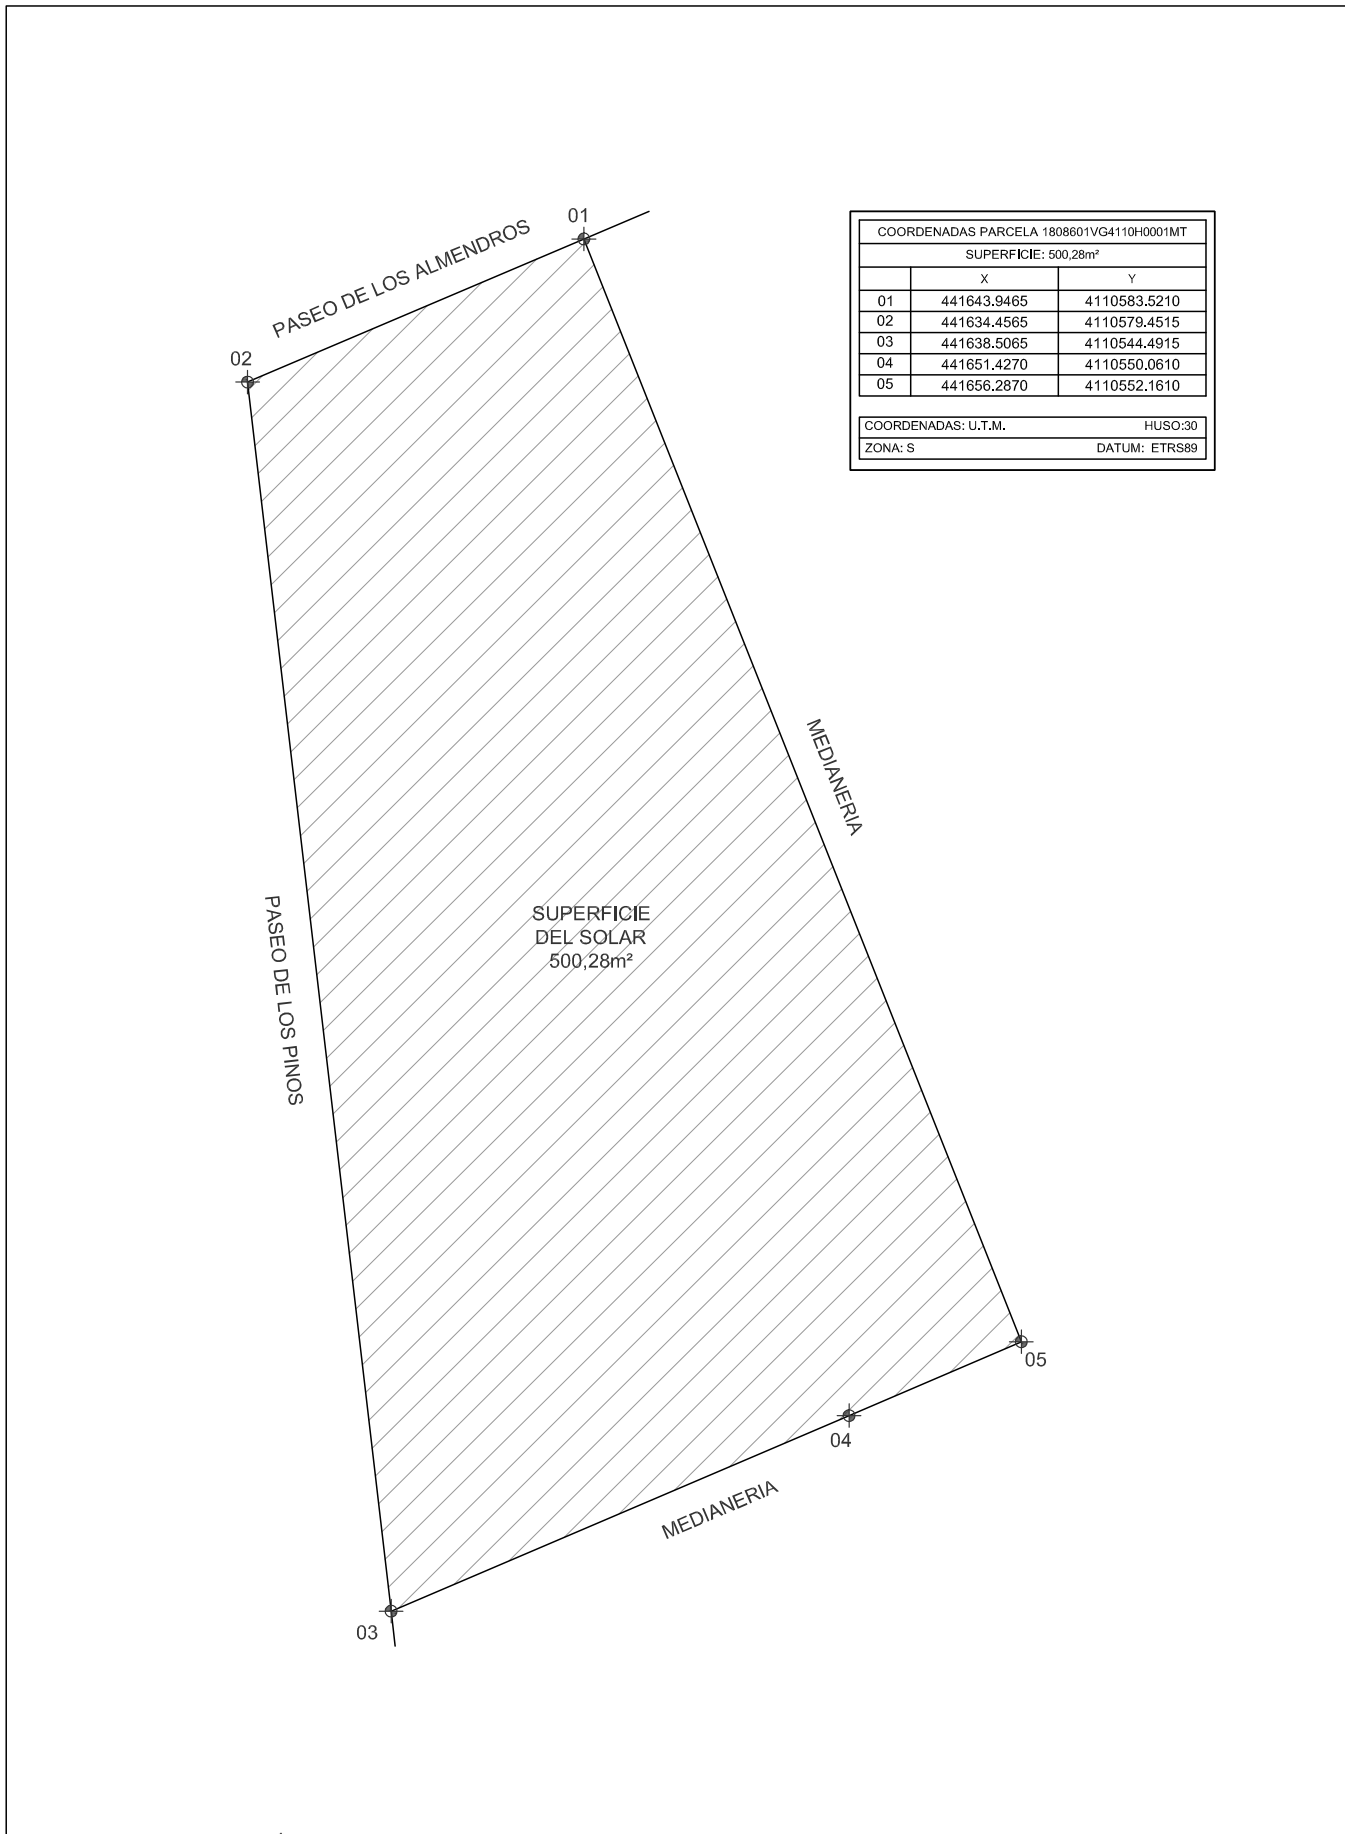 01
PASEO DE LOS ALMENDROS
02
COORDENADAS PARCELA 1808601VG4110H0001MT
SUPERFICIE: 500,28m²
X Y
01 441643.9465 4110583.5210
02 441634.4565 4110579.4515
03 441638.5065 4110544.4915
04 441651.4270 4110550.0610
05 441656.2870 4110552.1610
COORDENADAS: U.T.M. HUSO:30
ZONA: S DATUM: ETRS89
MEDIANERIA
PASEO DE LOS PINOS
SUPERFICIE
DEL SOLAR
500,28m²
05
04
MEDIANERIA
03